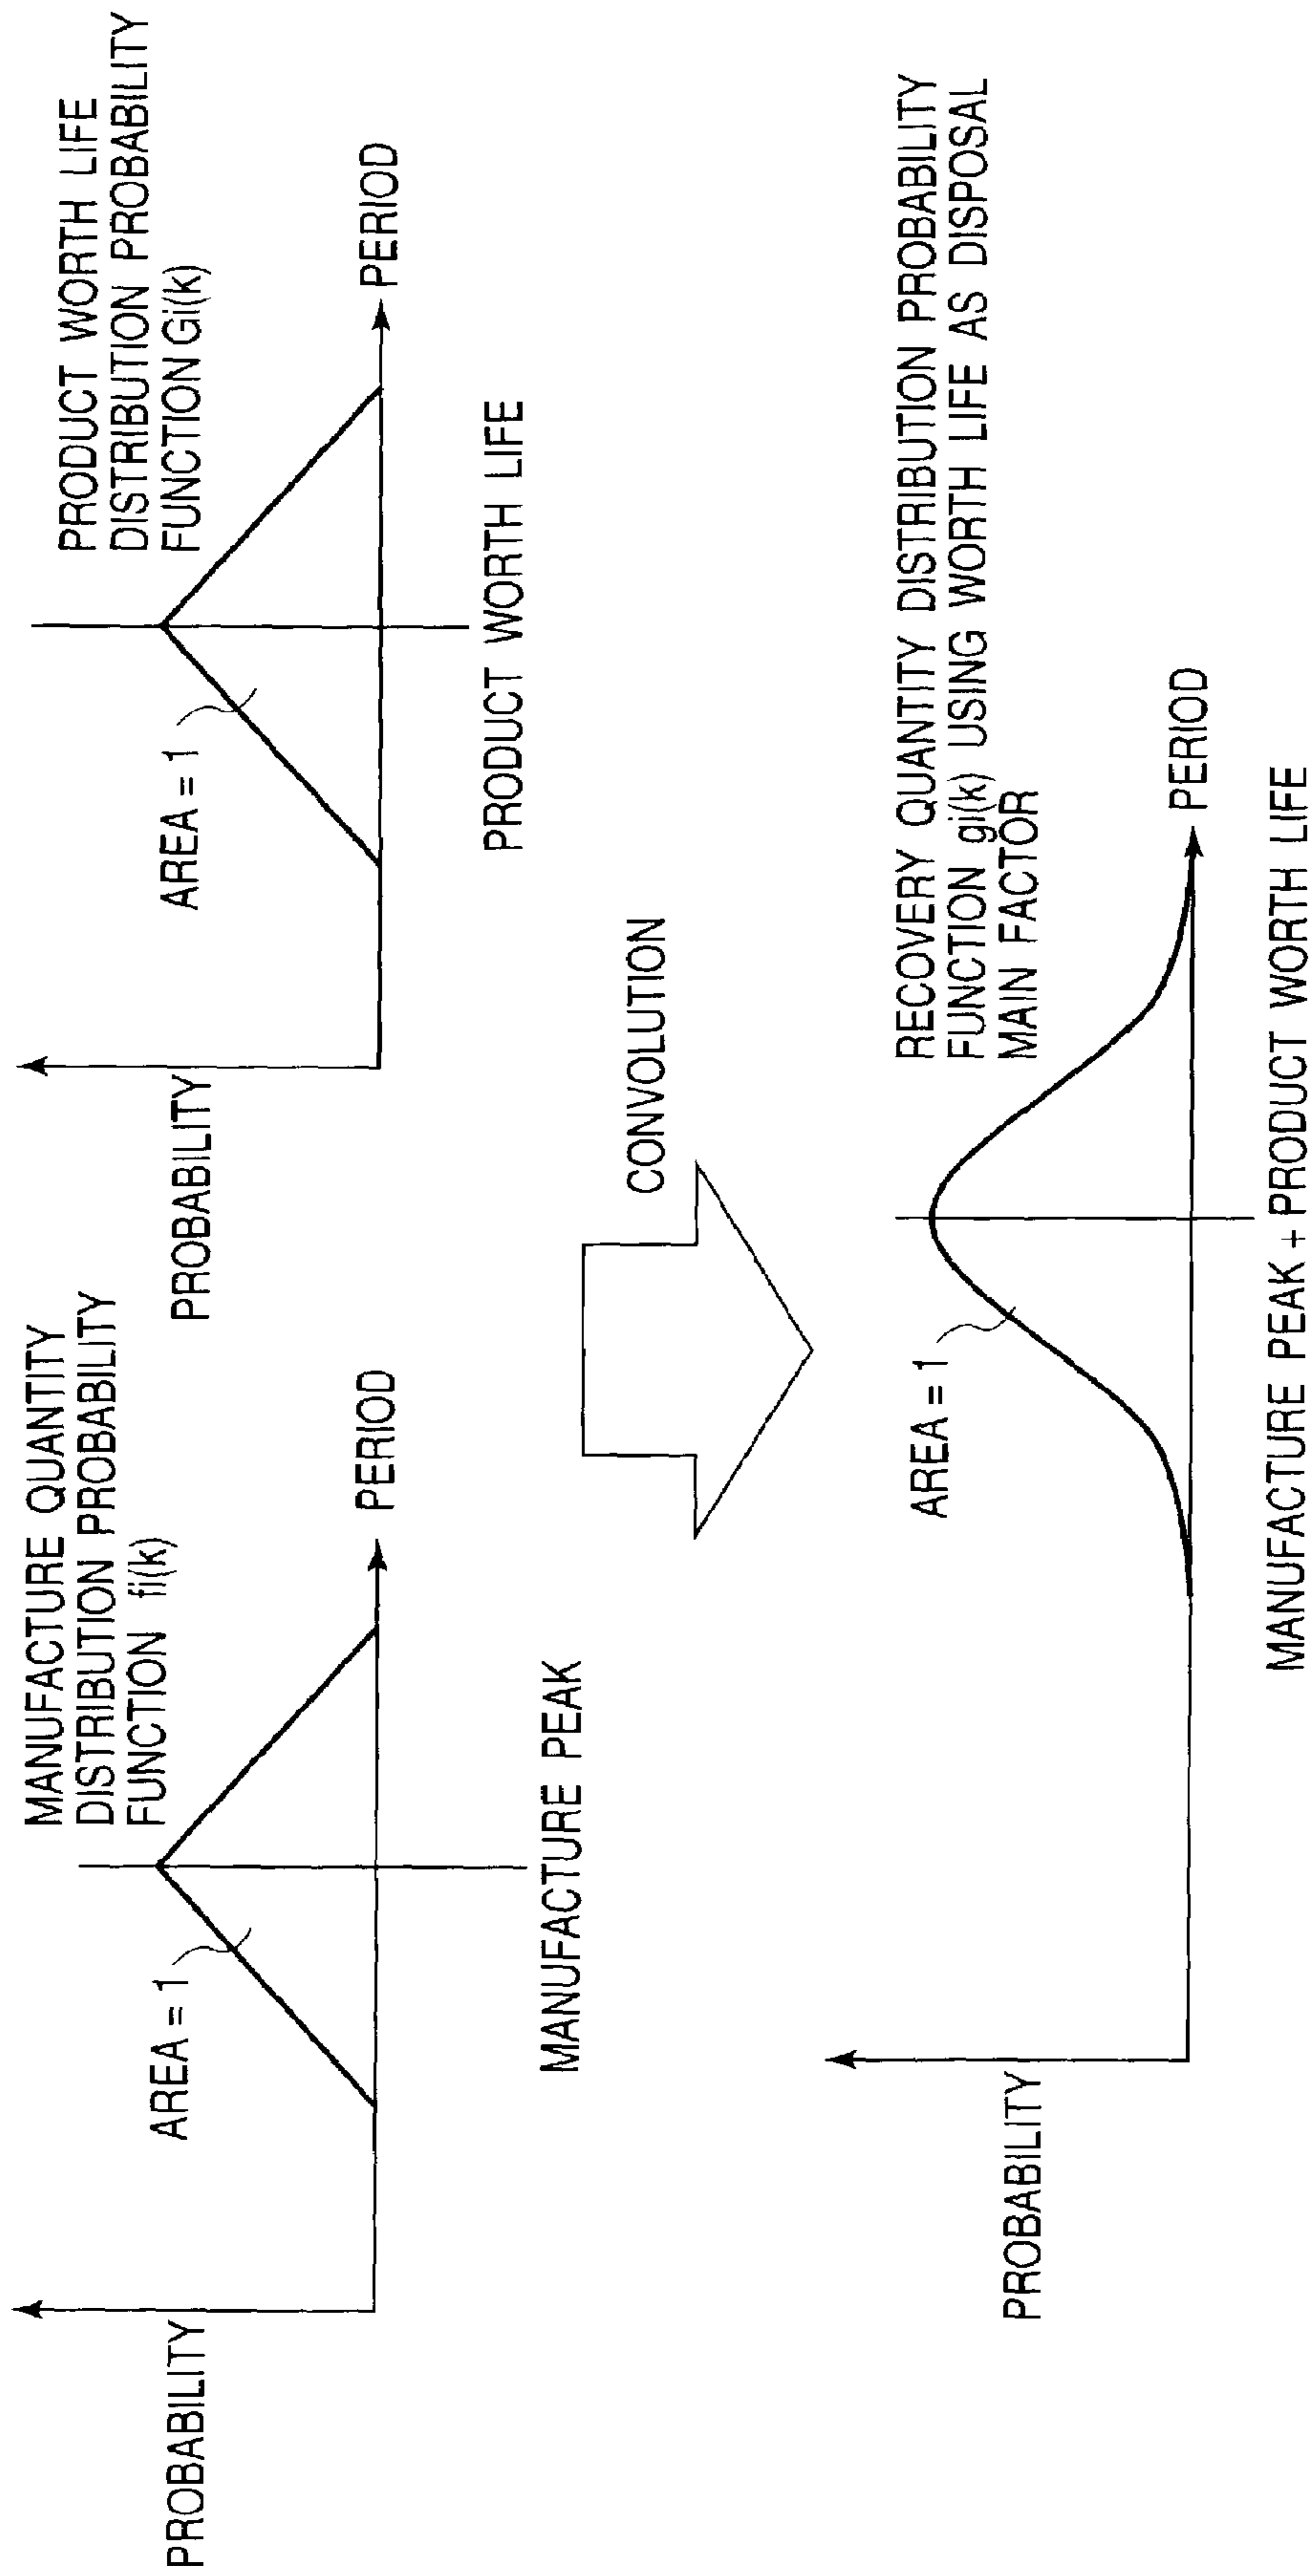 MANUFACTURE QUANTITY
DISTRIBUTION PROBABILITY
FUNCTION fi(k)
PROBABILITY
AREA = 1
PERIOD
MANUFACTURE PEAK
PRODUCT WORTH LIFE
DISTRIBUTION PROBABILITY
FUNCTION Gi(k)
PROBABILITY
AREA = 1
PERIOD
PRODUCT WORTH LIFE
CONVOLUTION
RECOVERY QUANTITY DISTRIBUTION PROBABILITY
FUNCTION gi(k) USING WORTH LIFE AS DISPOSAL
MAIN FACTOR
PROBABILITY
AREA = 1
PERIOD
MANUFACTURE PEAK + PRODUCT WORTH LIFE